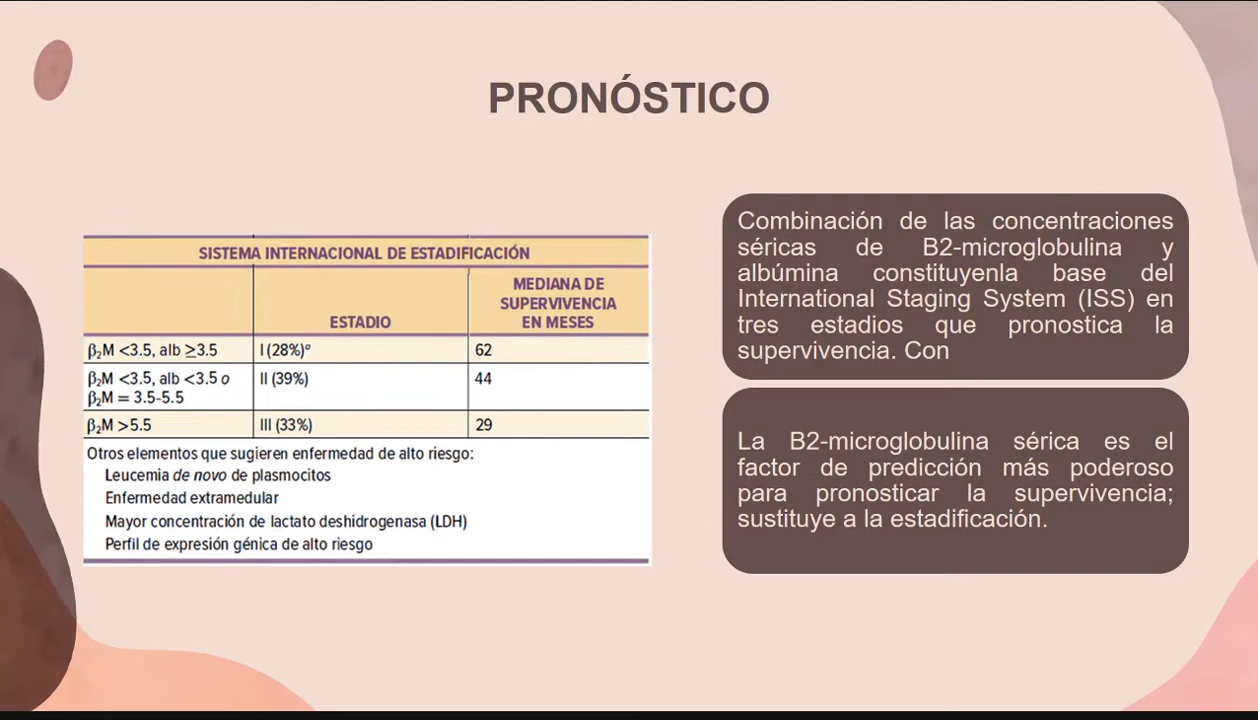 PRONÓSTICO
SISTEMA INTERNACIONAL DE ESTADIFICACIÓN
ESTADIO
MEDIANA DE
SUPERVIVENCIA
EN MESES
β₂M <3.5, alb ≥3.5
I (28%)ᵃ
62
β₂M <3.5, alb <3.5 o
β₂M = 3.5-5.5
II (39%)
44
β₂M >5.5
III (33%)
29
Otros elementos que sugieren enfermedad de alto riesgo:
Leucemia de novo de plasmocitos
Enfermedad extramedular
Mayor concentración de lactato deshidrogenasa (LDH)
Perfil de expresión génica de alto riesgo
Combinación de las concentraciones
séricas de B2-microglobulina y
albúmina constituyenla base del
International Staging System (ISS) en
tres estadios que pronostica la
supervivencia. Con
La B2-microglobulina sérica es el
factor de predicción más poderoso
para pronosticar la supervivencia;
sustituye a la estadificación.